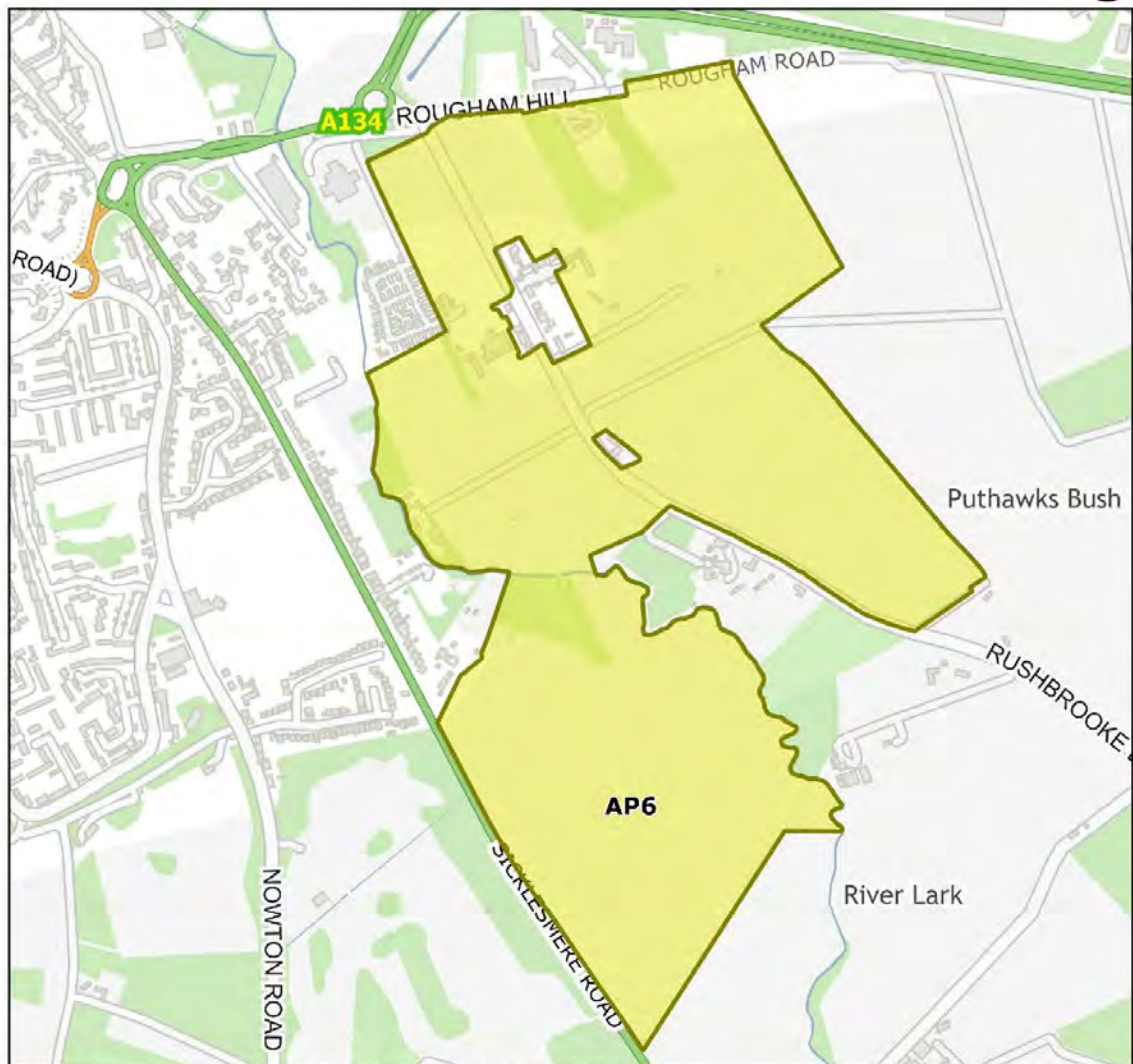 ROUGHAM ROAD
ROUGHAM HILL
A134
ROAD)
Puthawks Bush
RUSHBROOKE
AP6
River Lark
SICKLESMERE ROAD
NOWTON ROAD